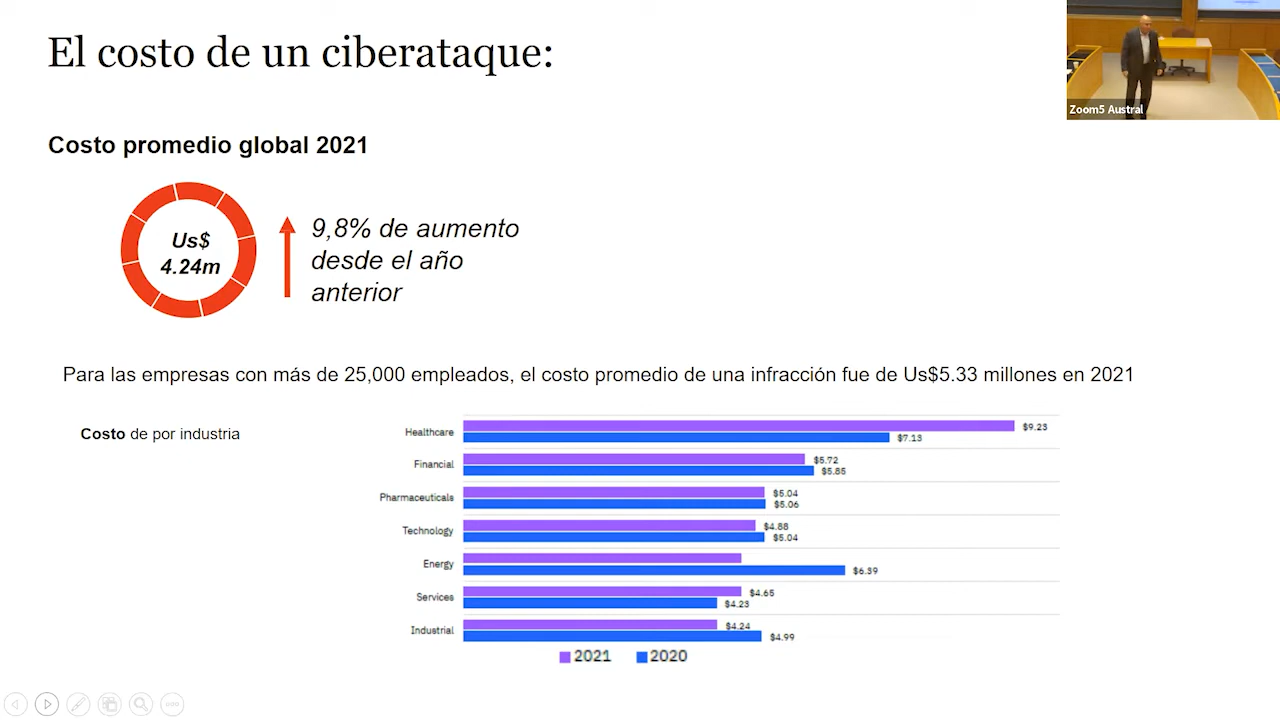 El costo de un ciberataque:
Zoom5 Austral
Costo promedio global 2021
Us$
4.24m
9,8% de aumento
desde el año
anterior
Para las empresas con más de 25,000 empleados, el costo promedio de una infracción fue de Us$5.33 millones en 2021
Costo de por industria
Healthcare
$9.23
$7.13
Financial
$5.72
$5.85
Pharmaceuticals
$5.04
$5.06
Technology
$4.88
$5.04
Energy
$6.39
Services
$4.65
$4.23
Industrial
$4.24
$4.99
2021
2020